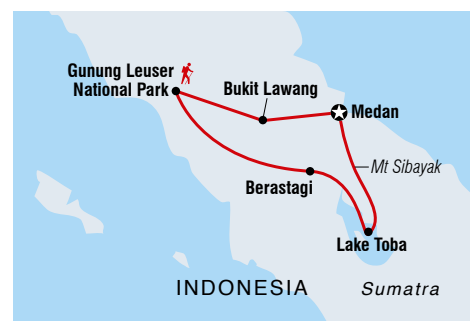 Gunung Leuser
National Park
Bukit Lawang
Medan
Mt Sibayak
Berastagi
Lake Toba
INDONESIA
Sumatra